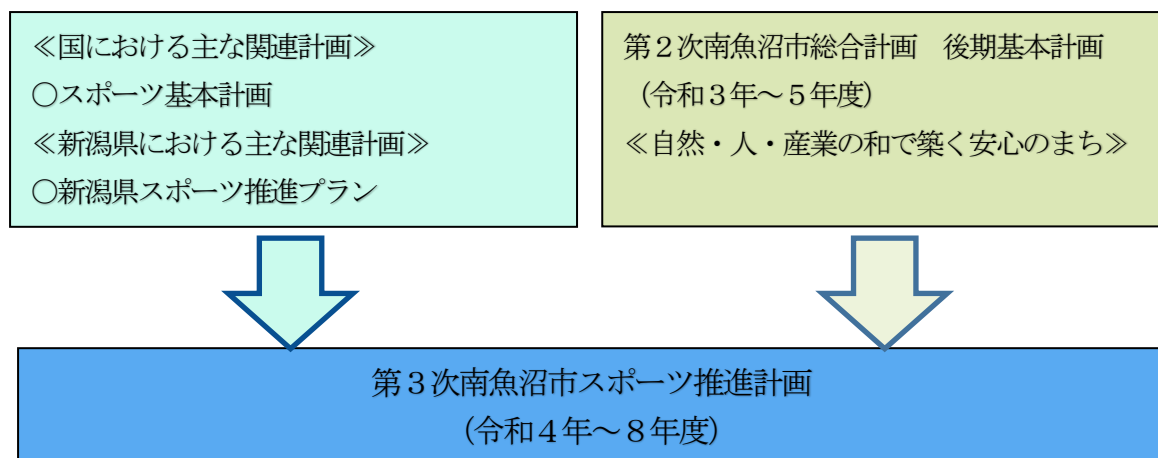 ≪国における主な関連計画≫
〇スポーツ基本計画
≪新潟県における主な関連計画≫
〇新潟県スポーツ推進プラン
第２次南魚沼市総合計画　後期基本計画
（令和３年～５年度）
≪自然・人・産業の和で築く安心のまち≫
第３次南魚沼市スポーツ推進計画
（令和４年～８年度）